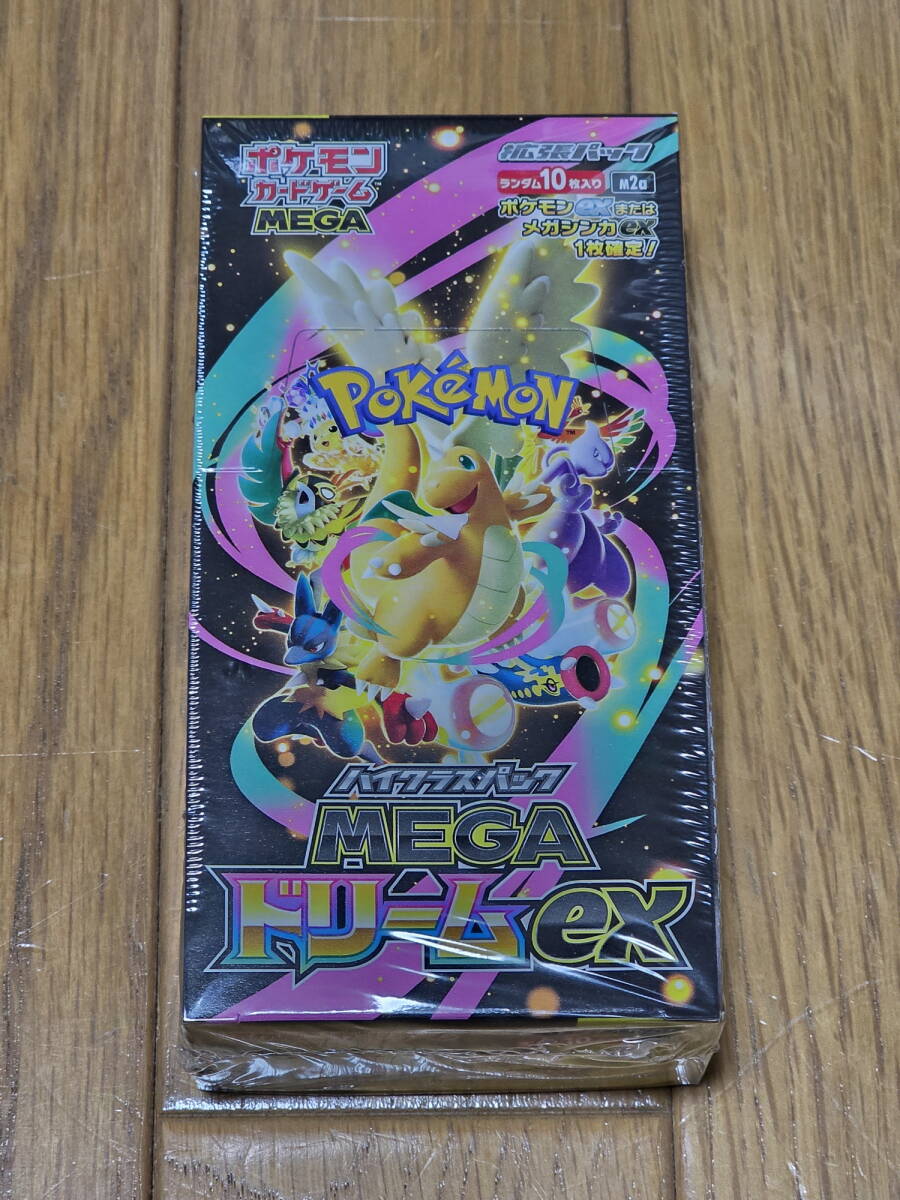 ポケモン
カードゲーム™
MEGA
拡張パック
ランダム10枚入り M2a
ポケモンexまたは
メガシンカex
1枚確定!
POKÉMON
TM
ハイクラスパック
MEGA
ドリームex